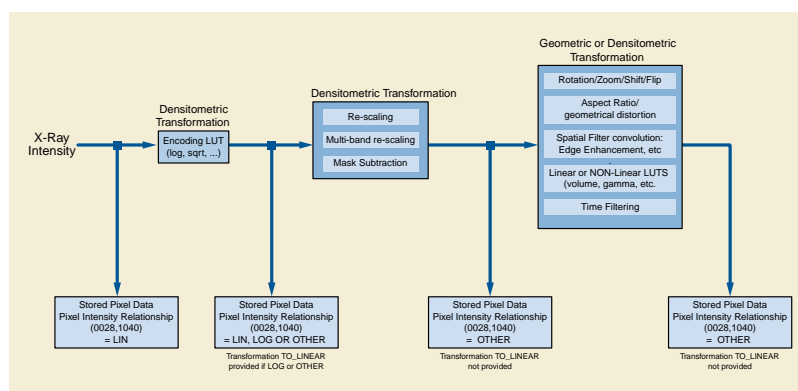 Geometric or Densitometric
Transformation
Rotation/Zoom/Shift/Flip
Aspect Ratio/
geometrical distortion
Spatial Filter convolution:
Edge Enhancement, etc
.
Linear or NON-Linear LUTS
(volume, gamma, etc.
Time Filtering
Densitometric Transformation
Re-scaling
Multi-band re-scaling
Mask Subtraction
Densitometric
Transformation
Encoding LUT
(log, sqrt, ...)
X-Ray
Intensity
Stored Pixel Data
Pixel Intensity Relationship
(0028,1040)
= LIN
Stored Pixel Data
Pixel Intensity Relationship
(0028,1040)
= LIN, LOG OR OTHER
Transformation TO_LINEAR
provided if LOG or OTHER
Stored Pixel Data
Pixel Intensity Relationship
(0028,1040)
= OTHER
Transformation TO_LINEAR
not provided
Stored Pixel Data
Pixel Intensity Relationship
(0028,1040)
= OTHER
Transformation TO_LINEAR
not provided